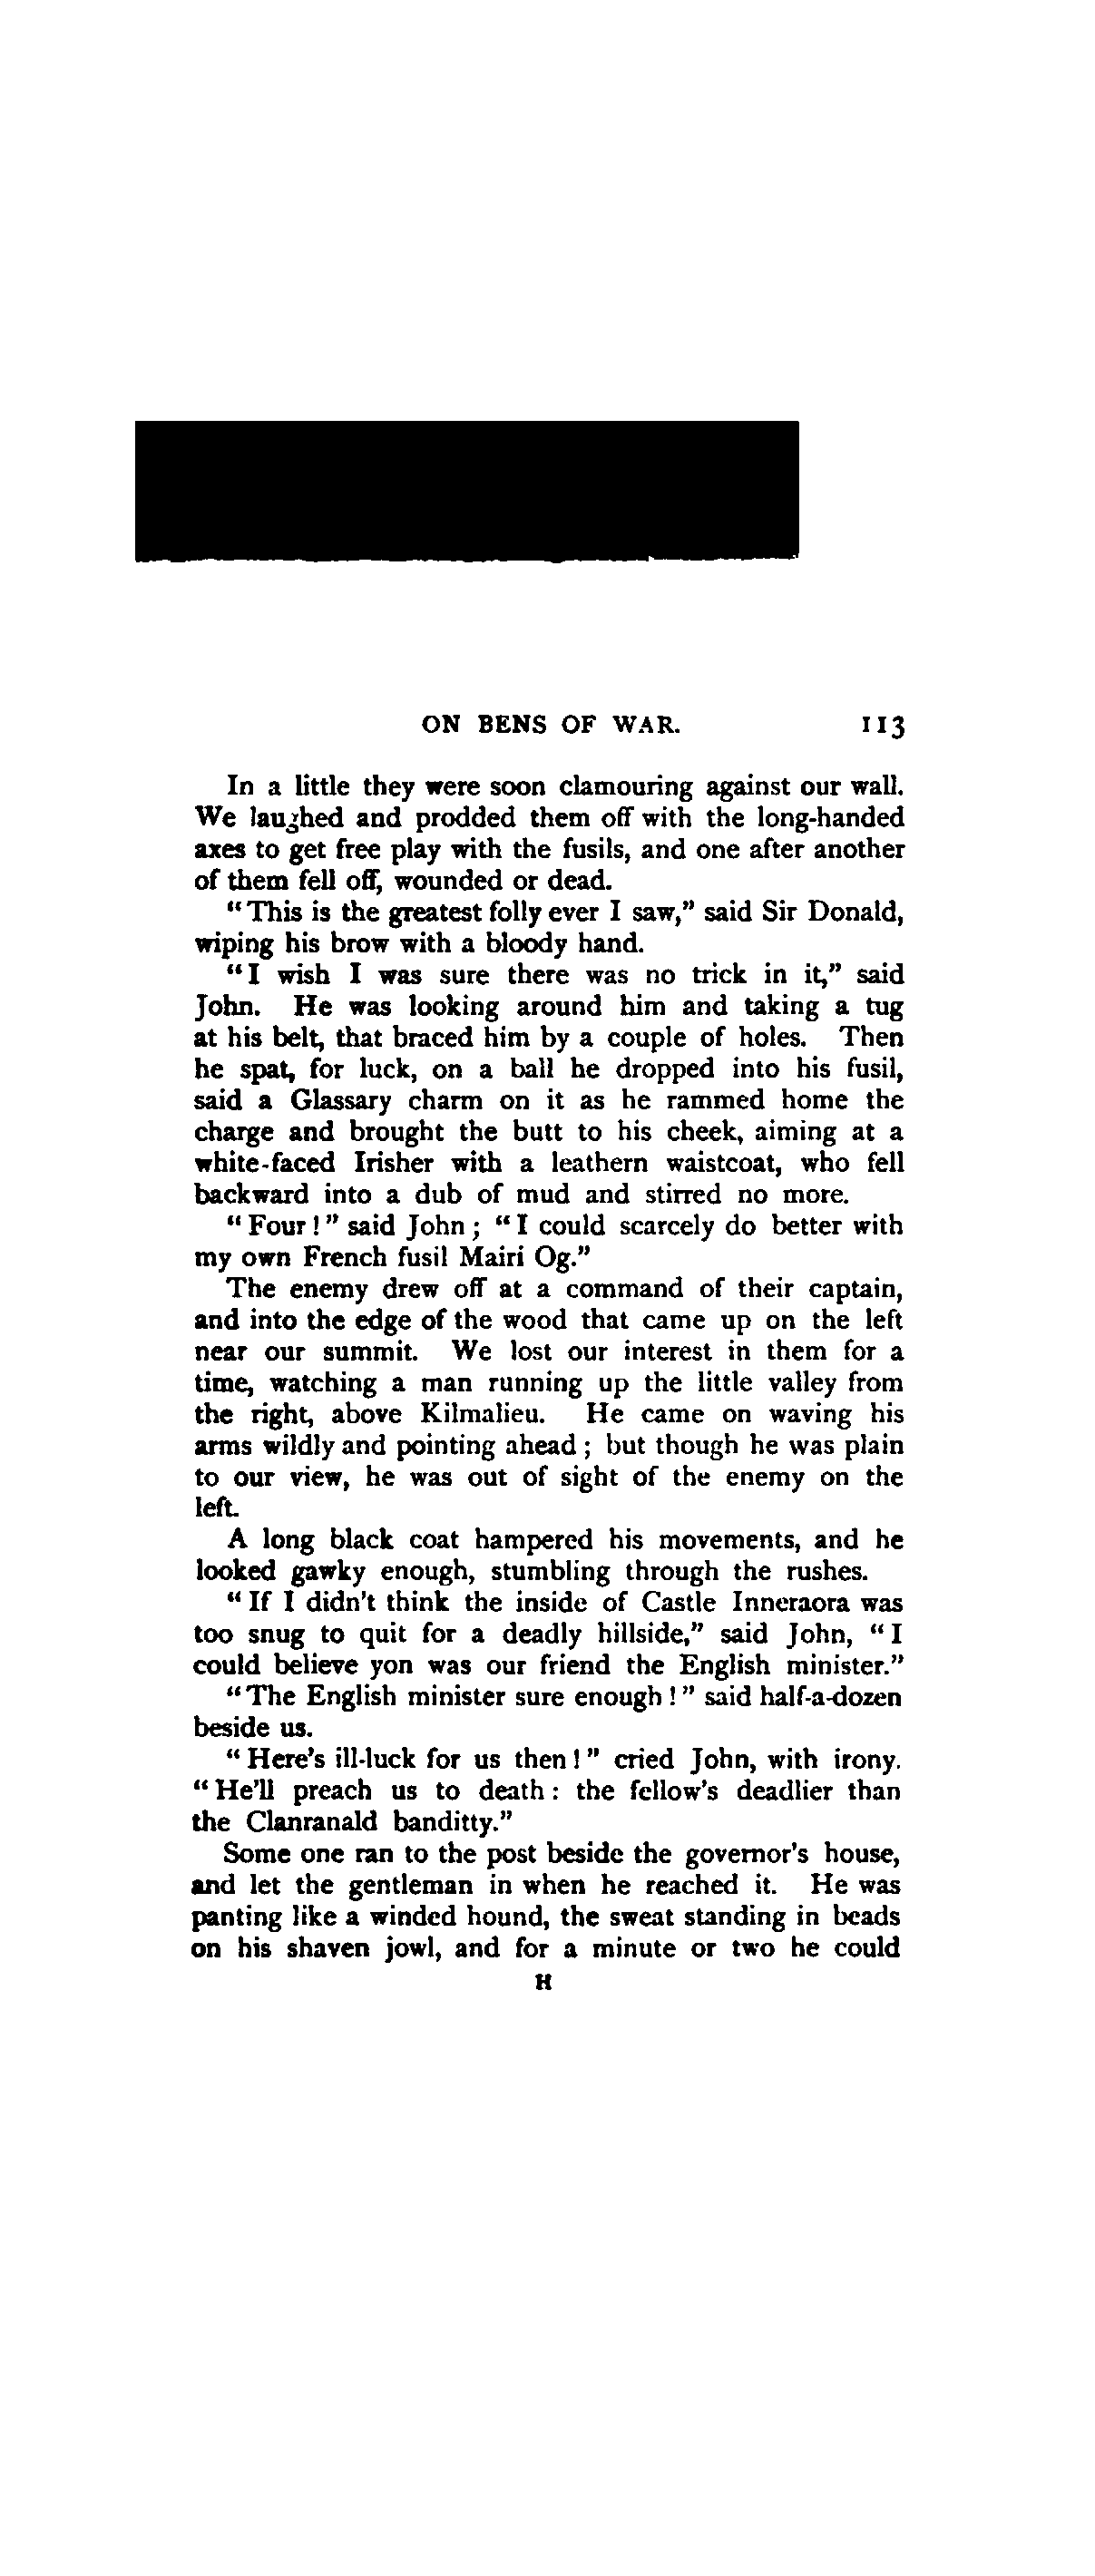 ON BENS OF WAR. 113
In a little they were soon clamouring against our wall.
We laughed and prodded them off with the long-handed
axes to get free play with the fusils, and one after another
of them fell off, wounded or dead.
“This is the greatest folly ever I saw,” said Sir Donald,
wiping his brow with a bloody hand.
“I wish I was sure there was no trick in it,” said
John. He was looking around him and taking a tug
at his belt, that braced him by a couple of holes. Then
he spat, for luck, on a ball he dropped into his fusil,
said a Glassary charm on it as he rammed home the
charge and brought the butt to his cheek, aiming at a
white-faced Irisher with a leathern waistcoat, who fell
backward into a dub of mud and stirred no more.
“Four!” said John; “I could scarcely do better with
my own French fusil Mairi Og.”
The enemy drew off at a command of their captain,
and into the edge of the wood that came up on the left
near our summit. We lost our interest in them for a
time, watching a man running up the little valley from
the right, above Kilmalieu. He came on waving his
arms wildly and pointing ahead; but though he was plain
to our view, he was out of sight of the enemy on the
left.
A long black coat hampered his movements, and he
looked gawky enough, stumbling through the rushes.
“If I didn't think the inside of Castle Inneraora was
too snug to quit for a deadly hillside,” said John, “I
could believe yon was our friend the English minister.”
“The English minister sure enough!” said half-a-dozen
beside us.
“Here's ill-luck for us then!” cried John, with irony.
“He'll preach us to death: the fellow's deadlier than
the Clanranald banditty.”
Some one ran to the post beside the governor's house,
and let the gentleman in when he reached it. He was
panting like a winded hound, the sweat standing in beads
on his shaven jowl, and for a minute or two he could
H